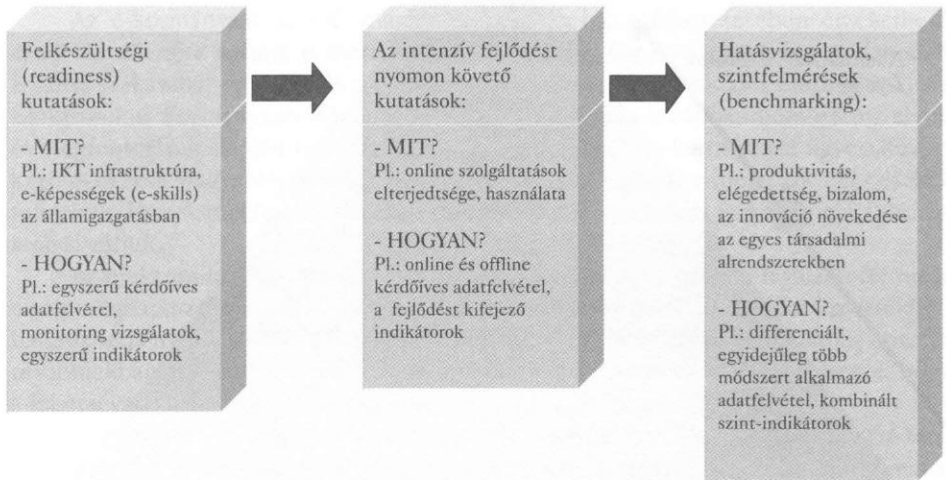 Felkészültségi
(readiness)
kutatások:
- MIT?
Pl.: IKT infrastruktúra,
e-képességek (e-skills)
az államigazgatásban
- HOGYAN?
Pl.: egyszerű kérdőíves
adatfelvétel,
monitoring vizsgálatok,
egyszerű indikátorok
Az intenzív fejlődést
nyomon követő
kutatások:
- MIT?
Pl.: online szolgáltatások
elterjedtsége, használata
- HOGYAN?
Pl.: online és offline
kérdőíves adatfelvétel,
a fejlődést kifejező
indikátorok
Hatásvizsgálatok,
szintfelmérések
(benchmarking):
- MIT?
Pl.: produktivitás,
elégedettség, bizalom,
az innováció növekedése
az egyes társadalmi
alrendszerekben
- HOGYAN?
Pl.: differenciált,
egyidejűleg több
módszert alkalmazó
adatfelvétel, kombinált
szint-indikátorok